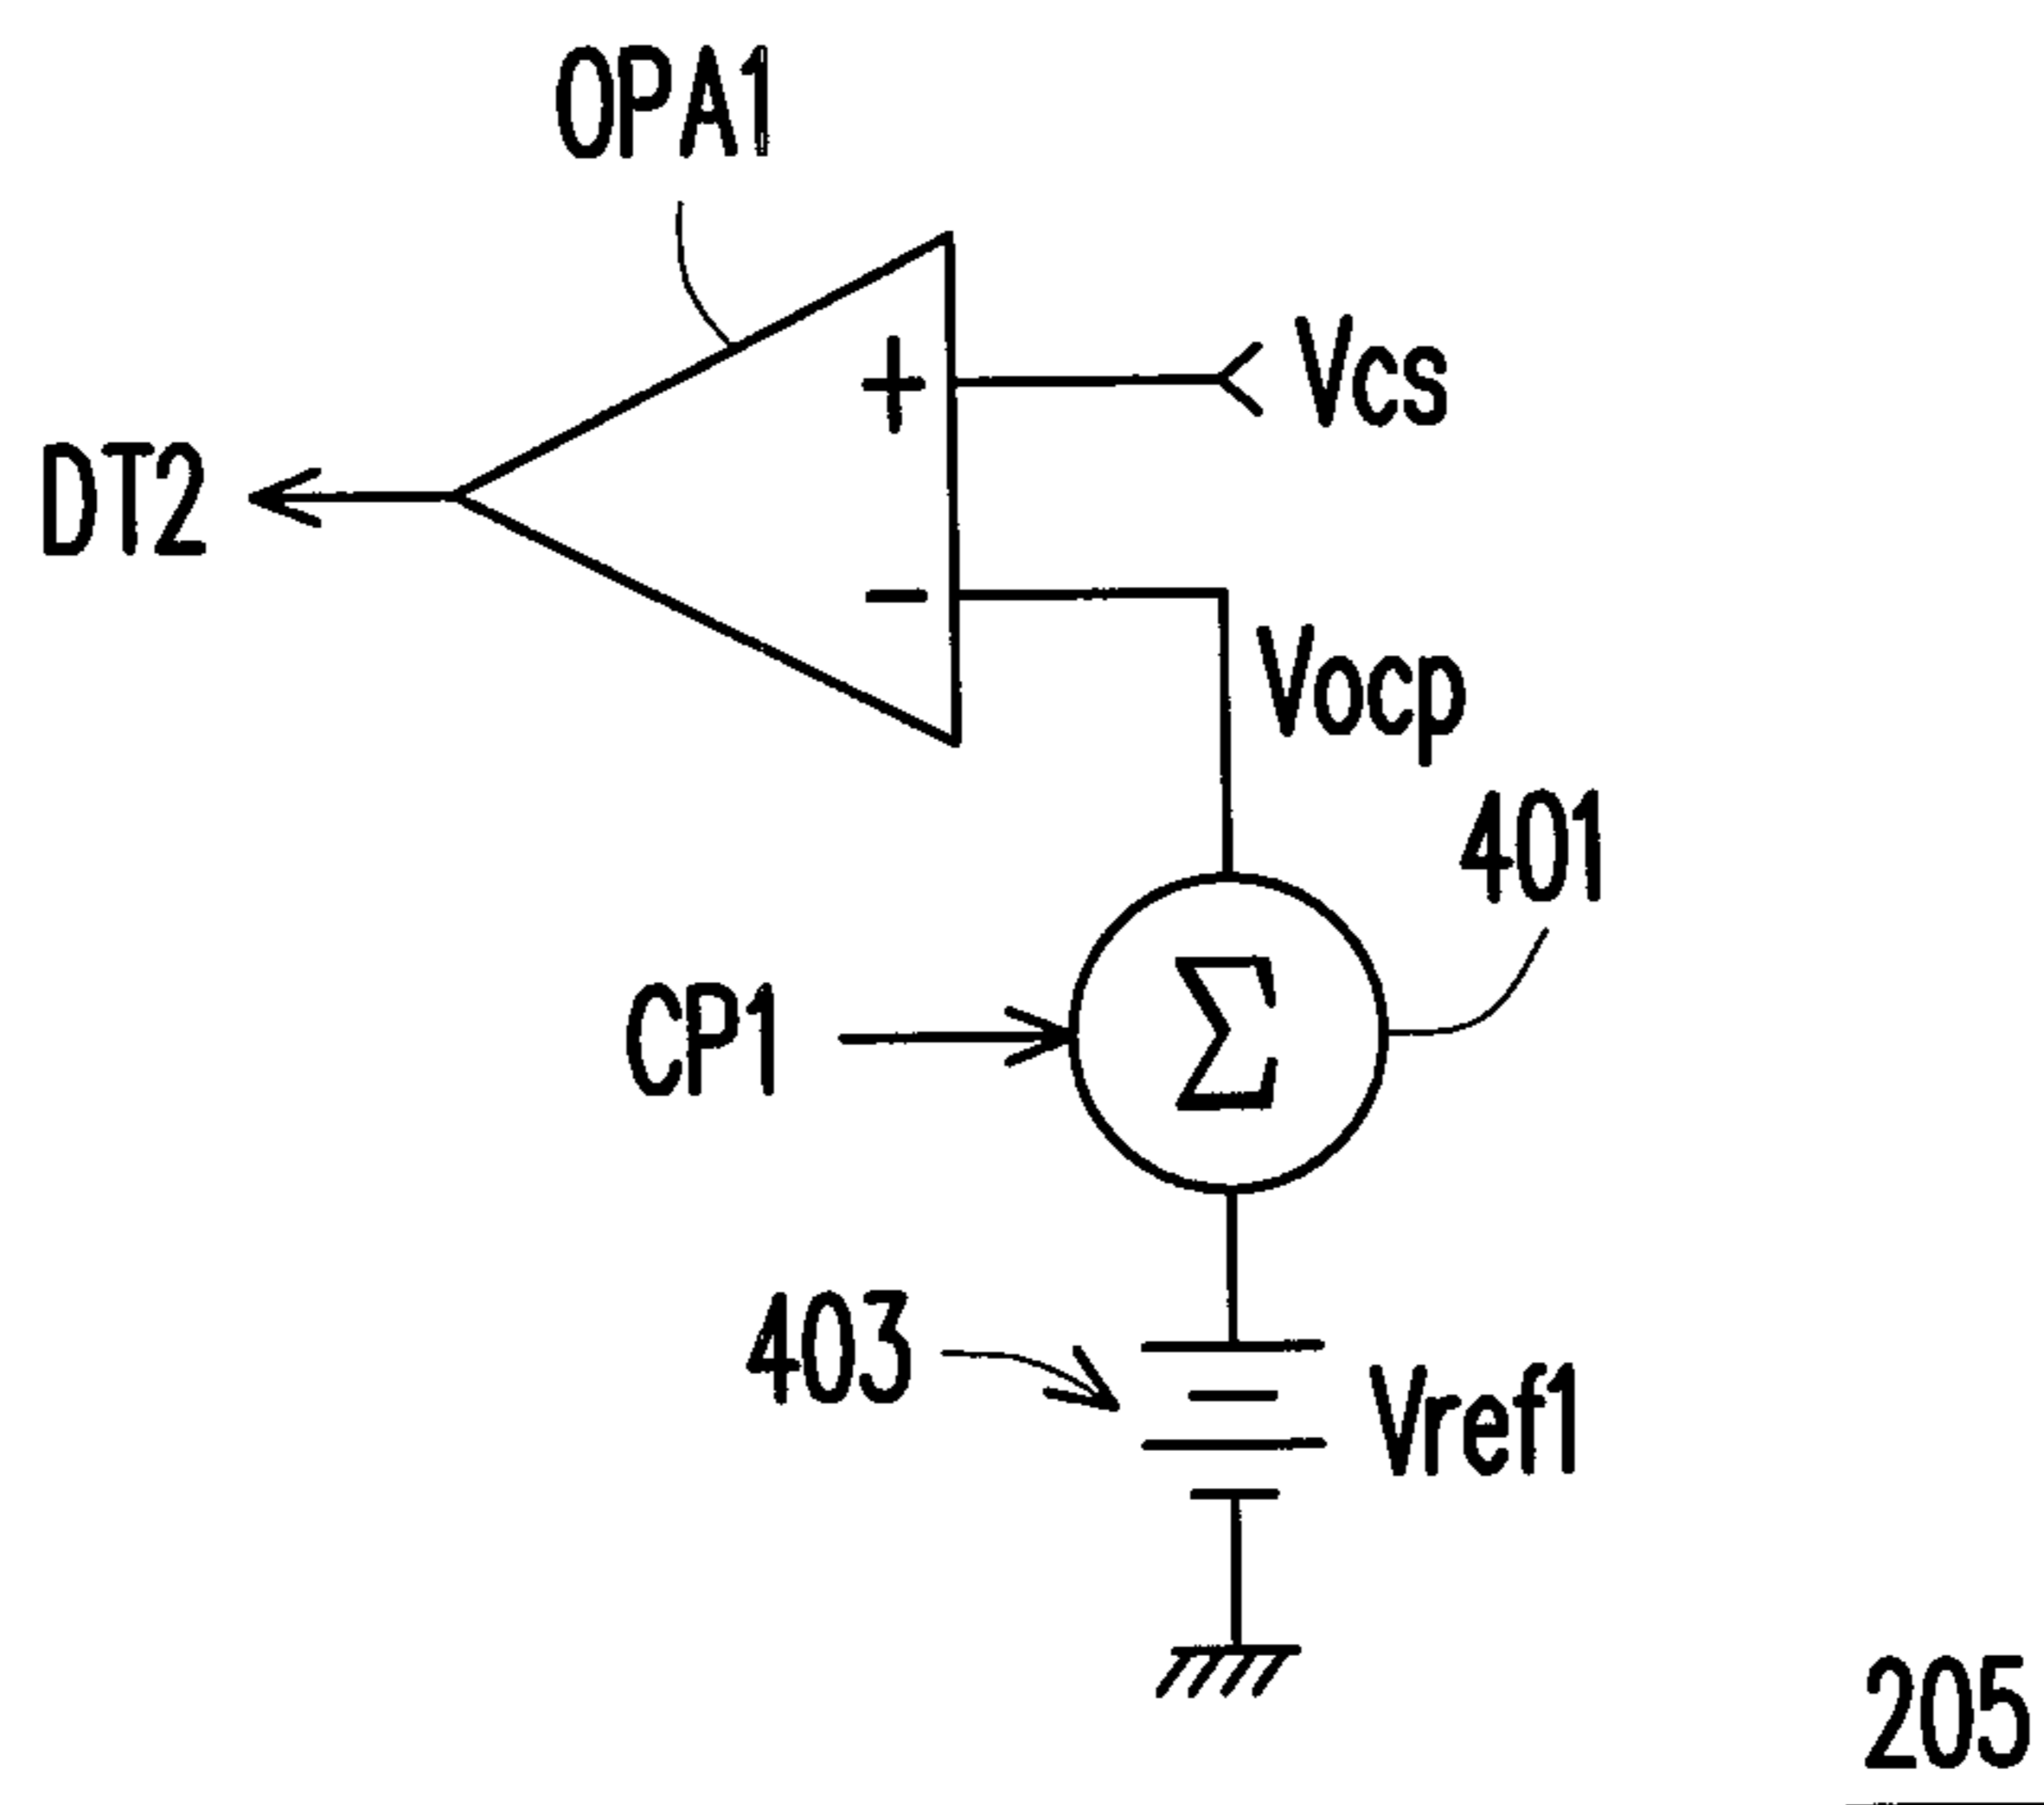 OPA1
+
Vcs
DT2
−
Vocp
401
CP1
Σ
403
Vref1
205